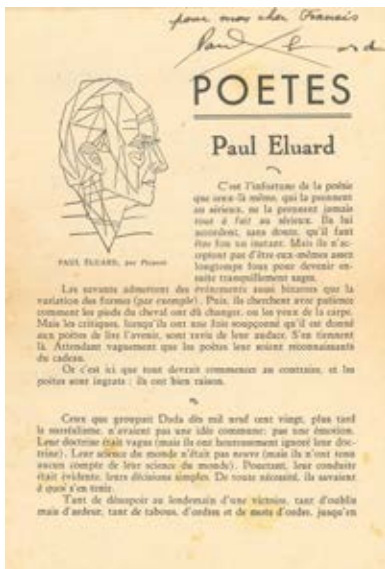 pour mon cher Francis
Paul Eluard
POETES
Paul Eluard
C'est l'infortune de la poésie
que ceux-là même, qui la prennent
au sérieux, ne la prennent jamais
tout à fait au sérieux. Ils lui
accordent, sans doute, qu'il faut
être fou un instant. Mais ils n'ac-
ceptent pas d'être eux-mêmes assez
longtemps fous pour devenir en-
suite tranquillement sages.
PAUL ÉLUARD, par Picasso
Les savants admettent des événements aussi bizarres que la
variation des formes (par exemple). Puis, ils cherchent avec patience
comment les pieds du cheval ont dû changer, ou les yeux de la carpe.
Mais les critiques, lorsqu'ils ont une fois soupçonné qu'il est donné
aux poètes de lire l'avenir, sont ravis de leur audace. S'en tiennent
là. Attendant vaguement que les poètes leur soient reconnaissants
du cadeau.
Or c'est ici que tout devrait commencer au contraire, et les
poètes sont ingrats : ils ont bien raison.
Ceux que groupait Dada dès mil neuf cent vingt, plus tard
le surréalisme, n'avaient pas une idée commune; pas une émotion.
Leur doctrine était vague (mais ils ont heureusement ignoré leur doc-
trine). Leur science du monde n'était pas neuve (mais ils n'ont tenu
aucun compte de leur science du monde). Pourtant, leur conduite
était évidente, leurs décisions simples. De toute nécessité, ils savaient
à quoi s'en tenir.
Tant de désespoir au lendemain d'une victoire, tant d'oublis
mais d'ardeur, tant de tabous, d'ordres et de mots d'ordre, jusqu'en